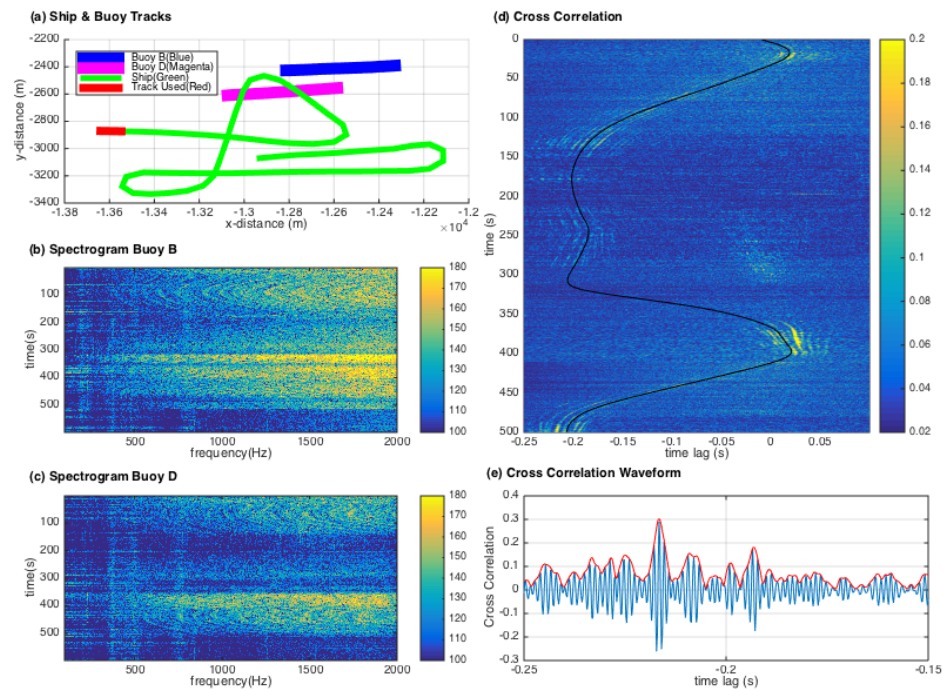 (a) Ship & Buoy Tracks
-2200
-2400
-2600
-2800
-3000
-3200
-3400
y-distance (m)
Buoy B(Blue)
Buoy D(Magenta)
Ship(Green)
Track Used(Red)
-1.38 -1.36 -1.34 -1.32 -1.3 -1.28 -1.26 -1.24 -1.22 -1.2
x-distance (m)
×10⁴
(b) Spectrogram Buoy B
100
200
300
400
500
time(s)
500 1000 1500 2000
frequency(Hz)
180
170
160
150
140
130
120
110
100
(c) Spectrogram Buoy D
100
200
300
400
500
time(s)
500 1000 1500 2000
frequency(Hz)
180
170
160
150
140
130
120
110
100
(d) Cross Correlation
0
50
100
150
200
250
300
350
400
450
500
time (s)
-0.25 -0.2 -0.15 -0.1 -0.05 0 0.05
time lag (s)
0.2
0.18
0.16
0.14
0.12
0.1
0.08
0.06
0.04
0.02
(e) Cross Correlation Waveform
0.4
0.3
0.2
0.1
0
-0.1
-0.2
-0.3
Cross Correlation
-0.25 -0.2 -0.15
time lag (s)